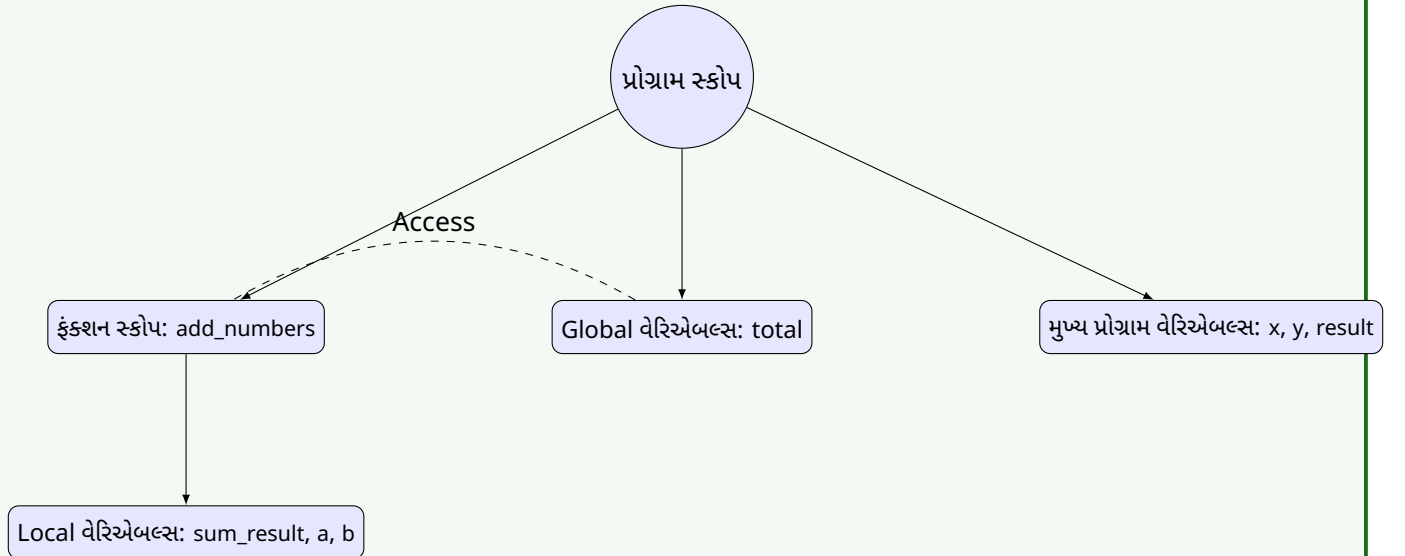 પ્રોગ્રામ સ્કોપ
Access
ફંક્શન સ્કોપ: add_numbers
Global વેરિએબલ્સ: total
મુખ્ય પ્રોગ્રામ વેરિએબલ્સ: x, y, result
Local વેરિએબલ્સ: sum_result, a, b